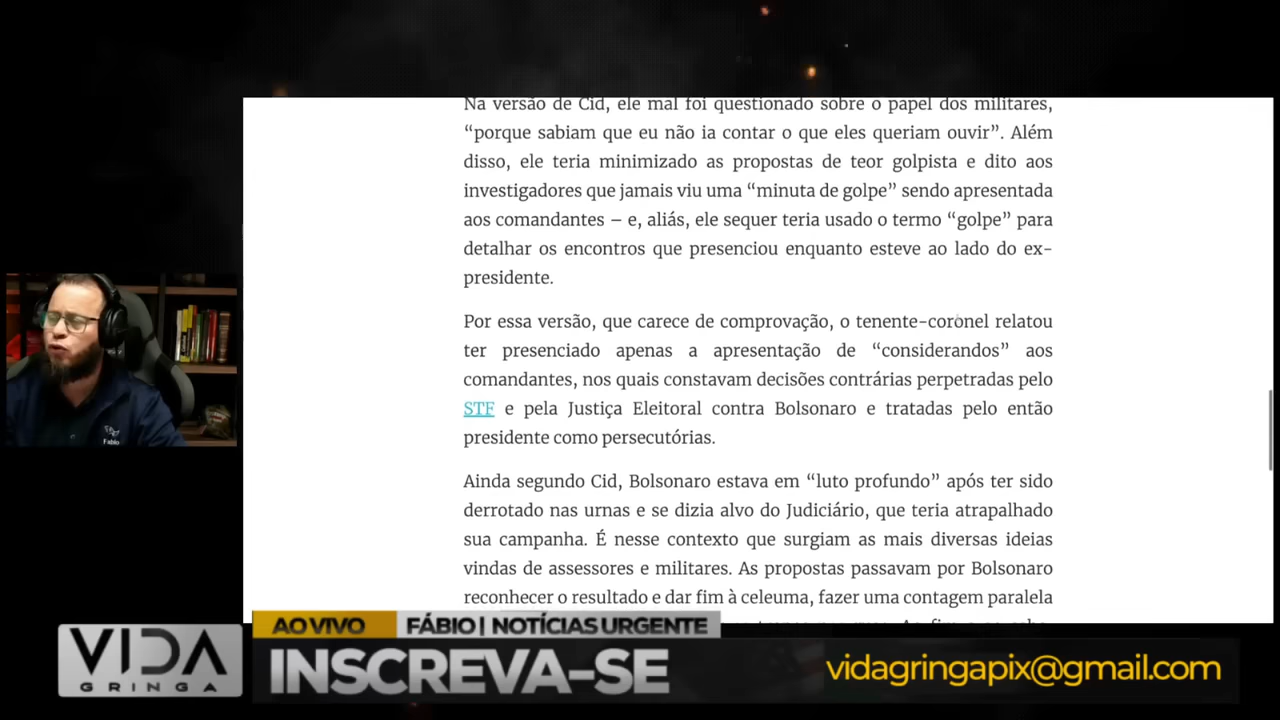 Na versão de Cid, ele mal foi questionado sobre o papel dos militares,
“porque sabiam que eu não ia contar o que eles queriam ouvir”. Além
disso, ele teria minimizado as propostas de teor golpista e dito aos
investigadores que jamais viu uma “minuta de golpe” sendo apresentada
aos comandantes – e, aliás, ele sequer teria usado o termo “golpe” para
detalhar os encontros que presenciou enquanto esteve ao lado do ex-
presidente.
Por essa versão, que carece de comprovação, o tenente-coronel relatou
ter presenciado apenas a apresentação de “considerandos” aos
comandantes, nos quais constavam decisões contrárias perpetradas pelo
STF e pela Justiça Eleitoral contra Bolsonaro e tratadas pelo então
presidente como persecutórias.
Ainda segundo Cid, Bolsonaro estava em “luto profundo” após ter sido
derrotado nas urnas e se dizia alvo do Judiciário, que teria atrapalhado
sua campanha. É nesse contexto que surgiam as mais diversas ideias
vindas de assessores e militares. As propostas passavam por Bolsonaro
reconhecer o resultado e dar fim à celeuma, fazer uma contagem paralela
Fabio
AO VIVO FÁBIO | NOTÍCIAS URGENTE
VIDA
GRINGA
INSCREVA-SE
vidagringapix@gmail.com